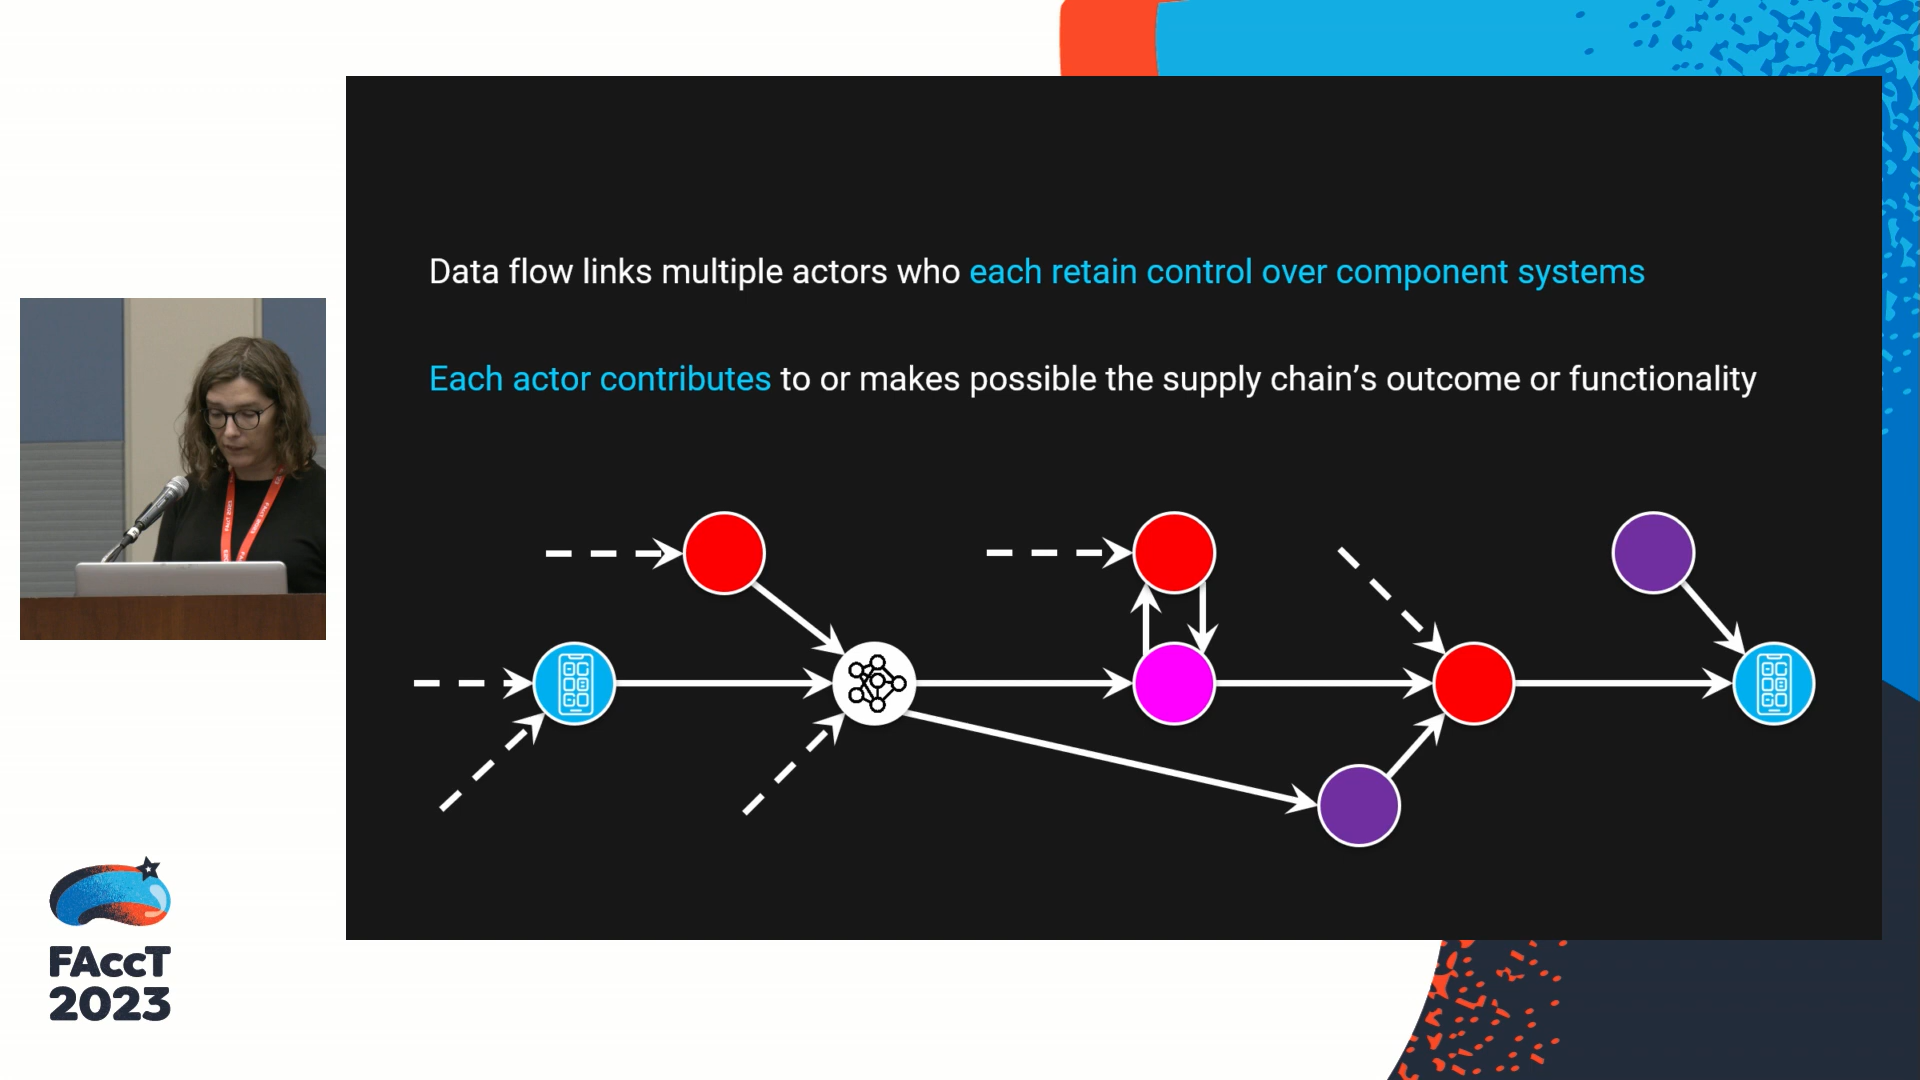 Data flow links multiple actors who each retain control over component systems
Each actor contributes to or makes possible the supply chain’s outcome or functionality
FAccT
2023